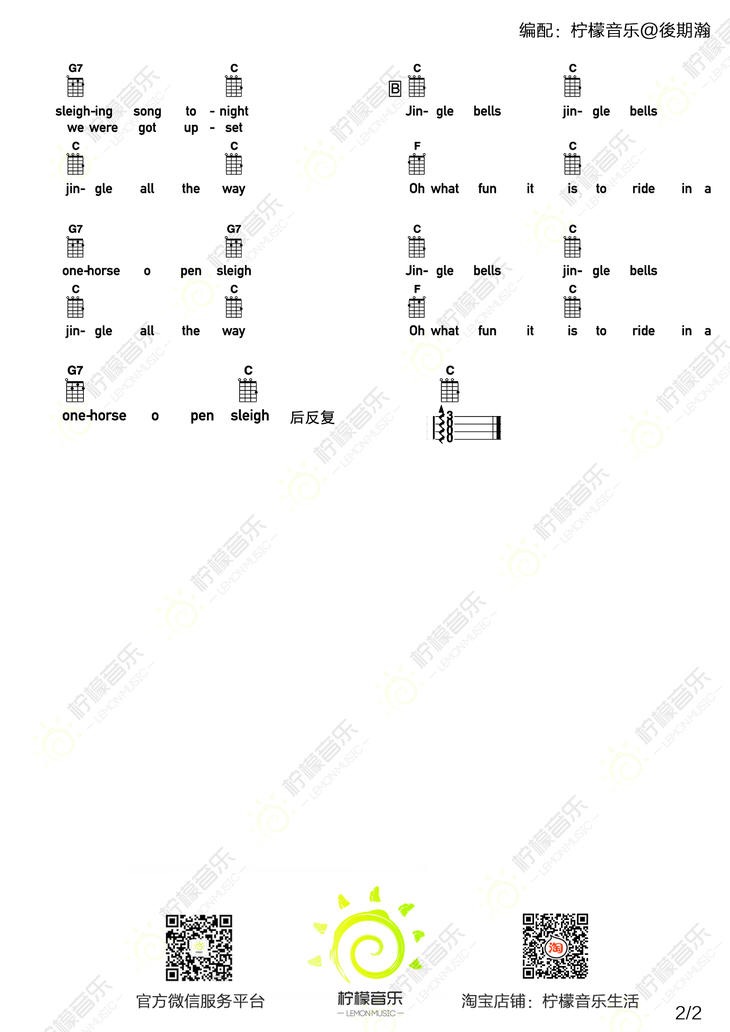 编配：柠檬音乐@後期瀚
G7 C B C C
sleigh-ing song to - night Jin- gle bells jin- gle bells
we were got up - set
C C F C
jin- gle all the way Oh what fun it is to ride in a
G7 G7 C C
one-horse o pen sleigh Jin- gle bells jin- gle bells
C C F C
jin- gle all the way Oh what fun it is to ride in a
G7 C C
one-horse o pen sleigh 后反复
3
0
0
0
淘
官方微信服务平台
柠檬音乐
—LEMON MUSIC—
淘宝店铺：柠檬音乐生活
2/2